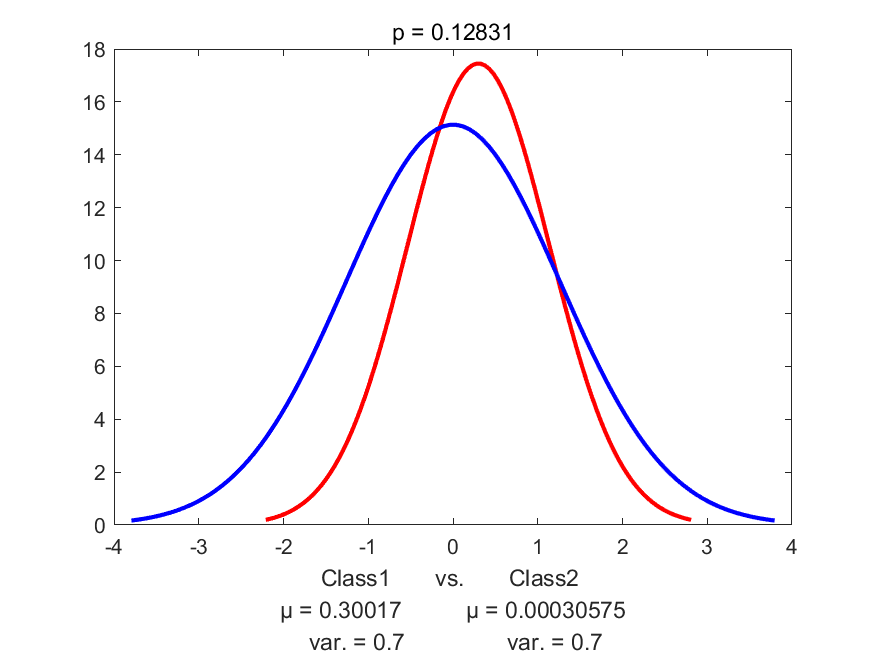 p = 0.12831
18
16
14
12
10
8
6
4
2
0
-4 -3 -2 -1 0 1 2 3 4
Class1 vs. Class2
μ = 0.30017 μ = 0.00030575
var. = 0.7 var. = 0.7